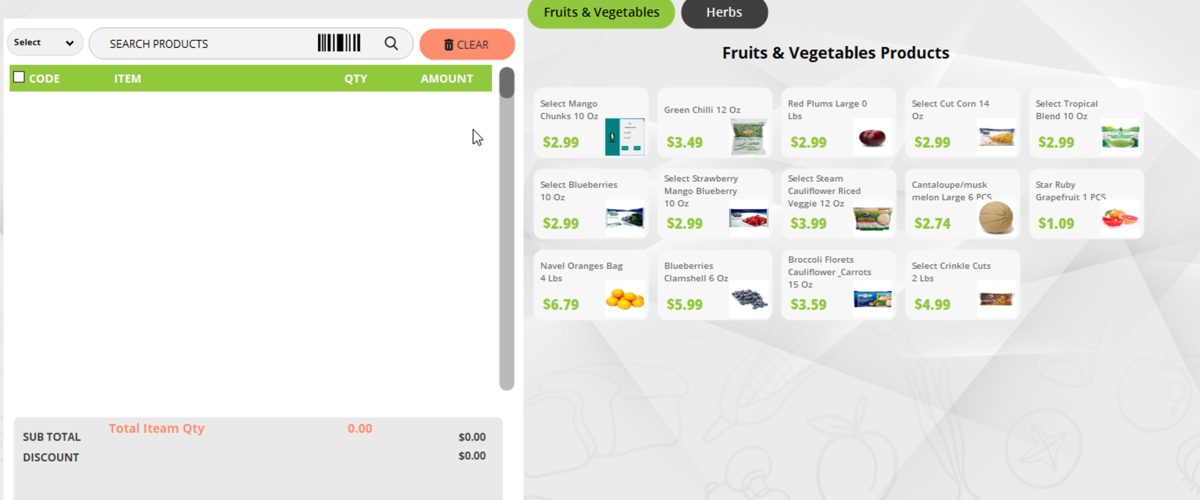 Select
SEARCH PRODUCTS
CLEAR
CODE ITEM QTY AMOUNT
Total Iteam Qty 0.00
SUB TOTAL $0.00
DISCOUNT $0.00
Fruits & Vegetables
Herbs
Fruits & Vegetables Products
Select Mango
Chunks 10 Oz
$2.99
Green Chilli 12 Oz
$3.49
Red Plums Large 0
Lbs
$2.99
Select Cut Corn 14
Oz
$2.99
Select Tropical
Blend 10 Oz
$2.99
Select Blueberries
10 Oz
$2.99
Select Strawberry
Mango Blueberry
10 Oz
$2.99
Select Steam
Cauliflower Riced
Veggie 12 Oz
$3.99
Cantaloupe/musk
melon Large 6 PCS
$2.74
Star Ruby
Grapefruit 1 PCS
$1.09
Navel Oranges Bag
4 Lbs
$6.79
Blueberries
Clamshell 6 Oz
$5.99
Broccoli Florets
Cauliflower _Carrots
15 Oz
$3.59
Select Crinkle Cuts
2 Lbs
$4.99